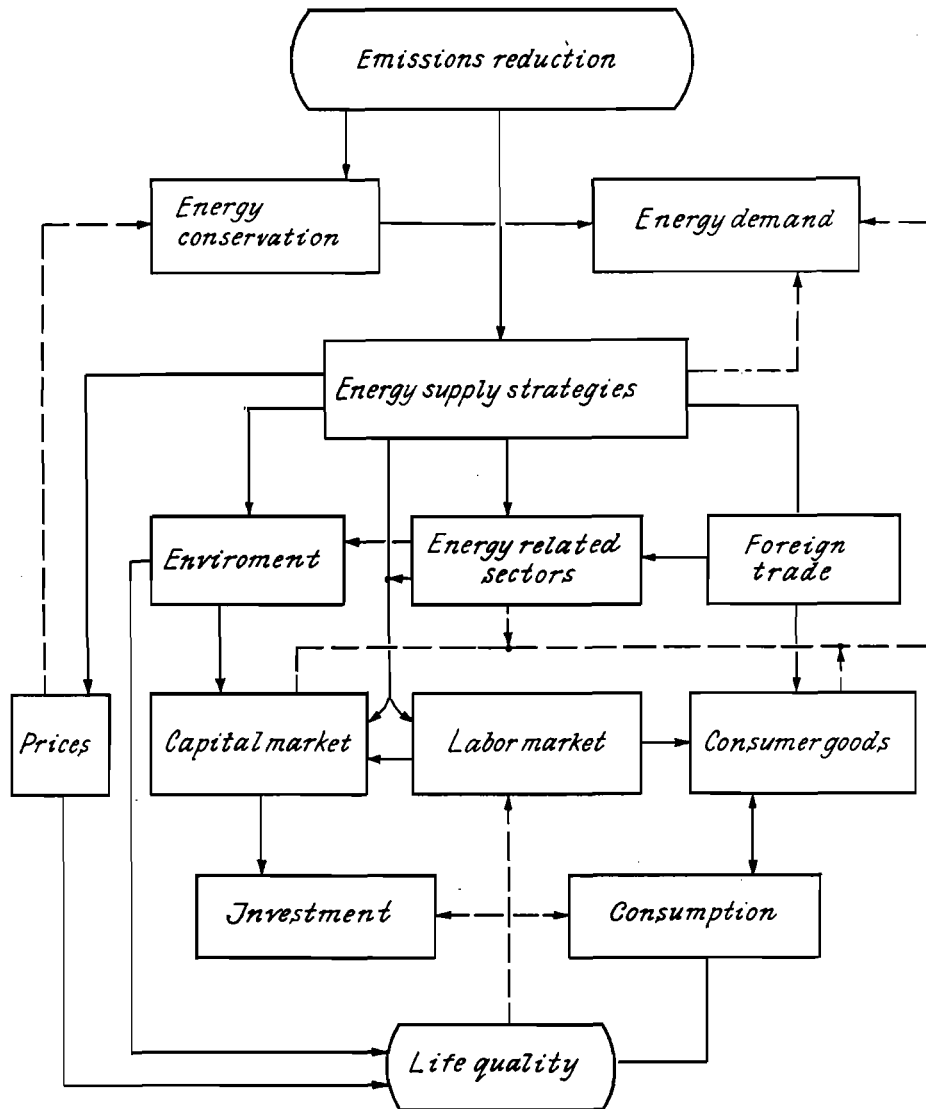 Emissions reduction
Energy
conservation
Energy demand
Energy supply strategies
Enviroment
Energy related
sectors
Foreign
trade
Prices
Capital market
Labor market
Consumer goods
Investment
Consumption
Life quality